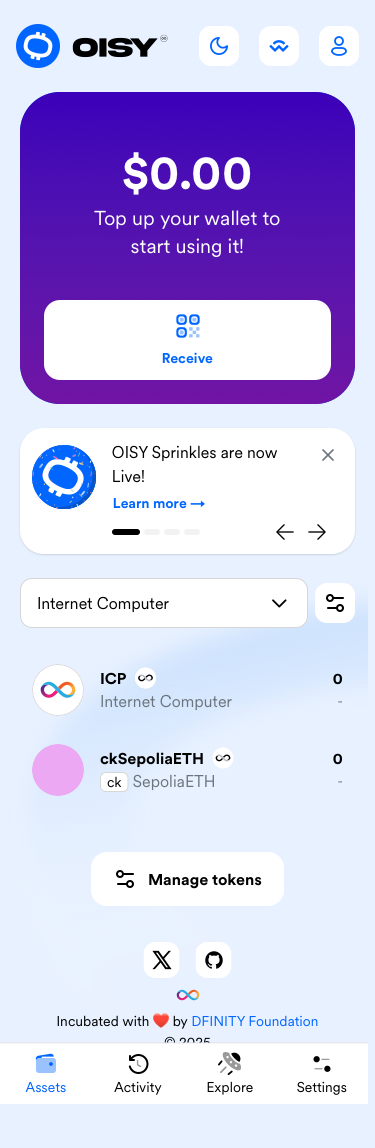 OISY
$0.00
Top up your wallet to
start using it!
Receive
OISY Sprinkles are now
Live!
Learn more →
Internet Computer
ICP
0
Internet Computer
-
ckSepoliaETH
0
ck SepoliaETH
-
Manage tokens
Incubated with ❤️ by DFINITY Foundation
© 2025
Assets
Activity
Explore
Settings